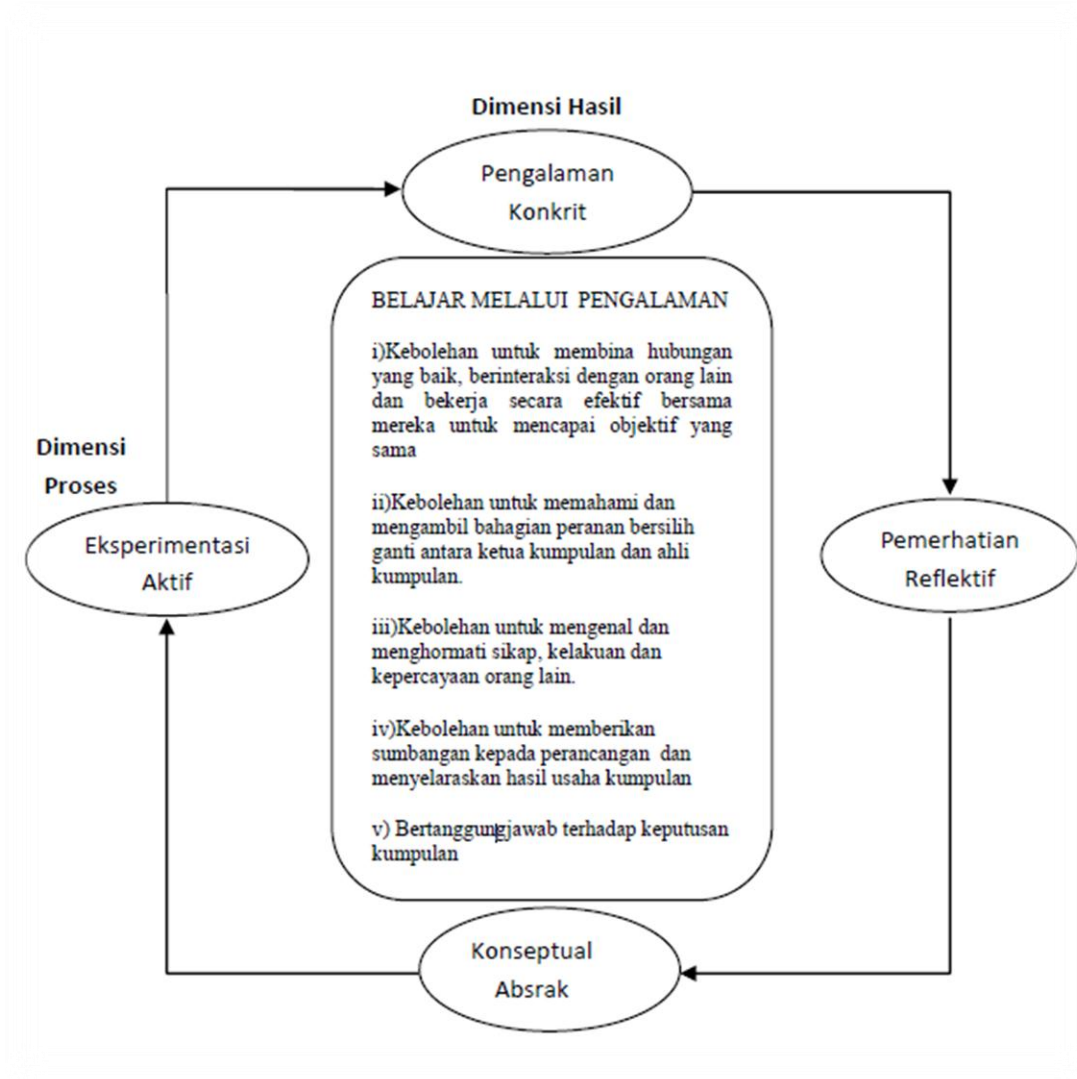 Dimensi Hasil
Pengalaman
Konkrit
BELAJAR MELALUI PENGALAMAN
i)Kebolehan untuk membina hubungan
yang baik, berinteraksi dengan orang lain
dan bekerja secara efektif bersama
mereka untuk mencapai objektif yang
sama
ii)Kebolehan untuk memahami dan
mengambil bahagian peranan bersilih
ganti antara ketua kumpulan dan ahli
kumpulan.
iii)Kebolehan untuk mengenal dan
menghormati sikap, kelakuan dan
kepercayaan orang lain.
iv)Kebolehan untuk memberikan
sumbangan kepada perancangan dan
menyelaraskan hasil usaha kumpulan
v) Bertanggungjawab terhadap keputusan
kumpulan
Dimensi
Proses
Eksperimentasi
Aktif
Pemerhatian
Reflektif
Konseptual
Absrak